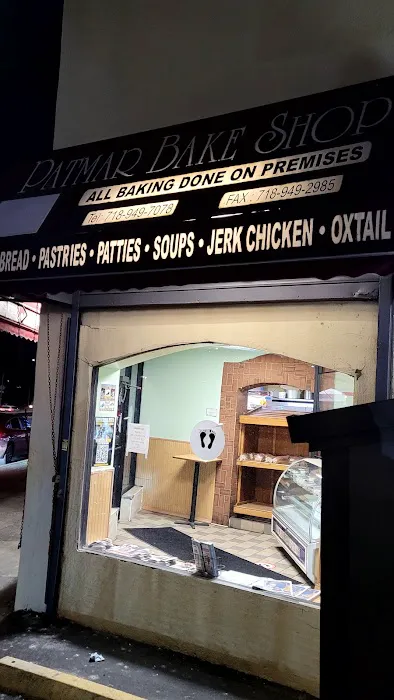 PATMAR BAKE SHOP
ALL BAKING DONE ON PREMISES
Tel: 718-949-7078
FAX: 718-949-2985
BREAD • PASTRIES • PATTIES • SOUPS • JERK CHICKEN • OXTAIL